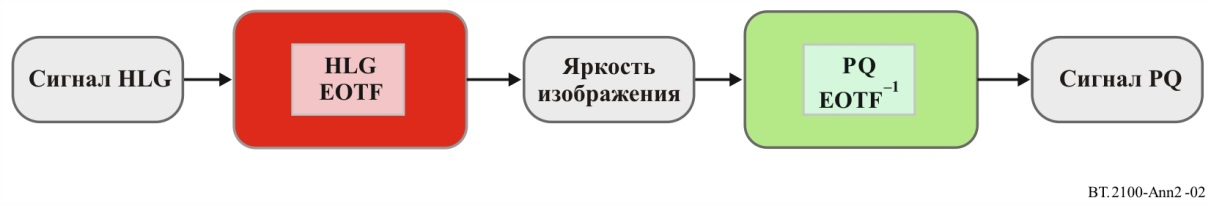 Сигнал HLG
HLG
EOTF
Яркость
изображения
PQ
EOTF⁻¹
Сигнал PQ
BT.2100-Ann2-02